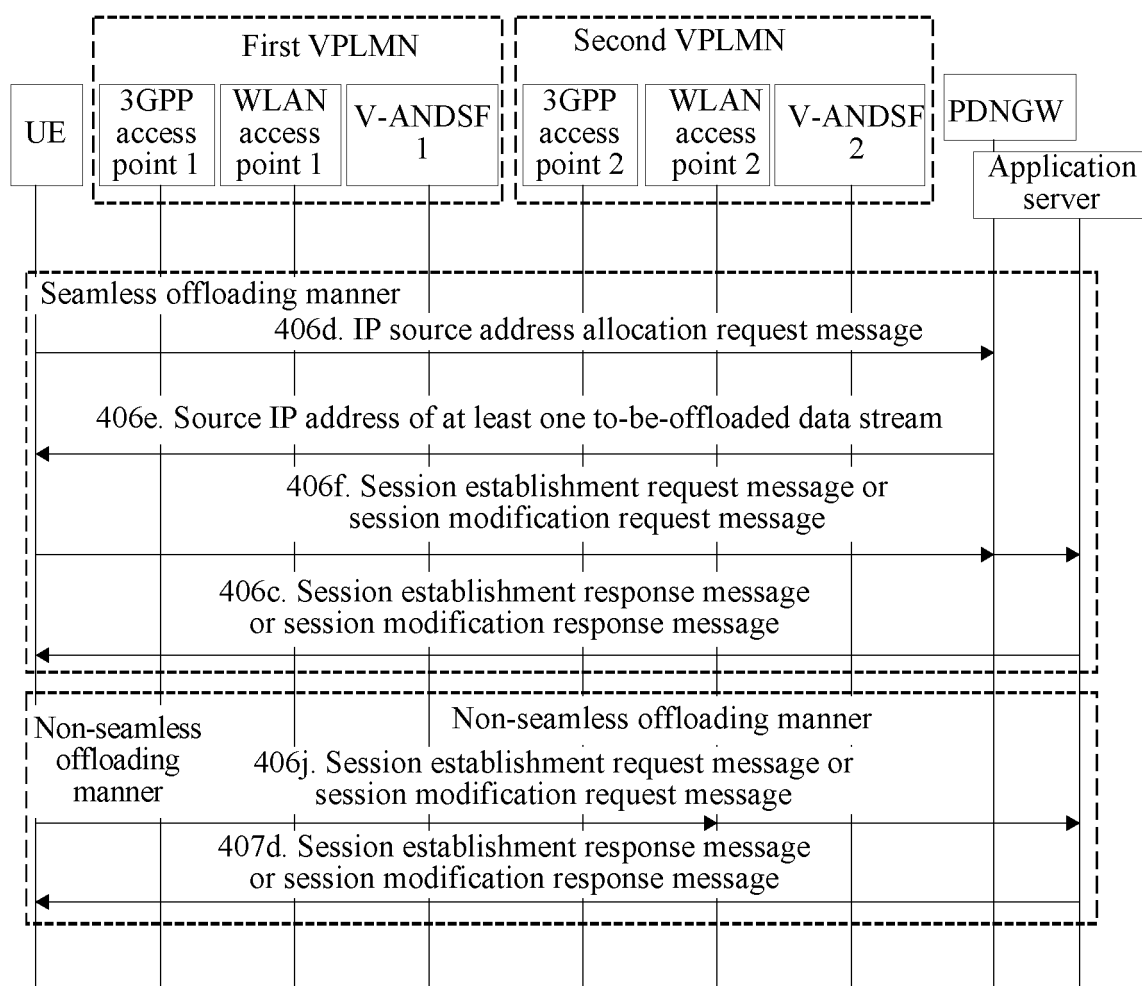 First VPLMN
Second VPLMN
UE
3GPP
access
point 1
WLAN
access
point 1
V-ANDSF
1
3GPP
access
point 2
WLAN
access
point 2
V-ANDSF
2
PDNGW
Application
server
Seamless offloading manner
406d. IP source address allocation request message
406e. Source IP address of at least one to-be-offloaded data stream
406f. Session establishment request message or
session modification request message
406c. Session establishment response message
or session modification response message
Non-seamless
offloading
manner
Non-seamless offloading manner
406j. Session establishment request message or
session modification request message
407d. Session establishment response message
or session modification response message